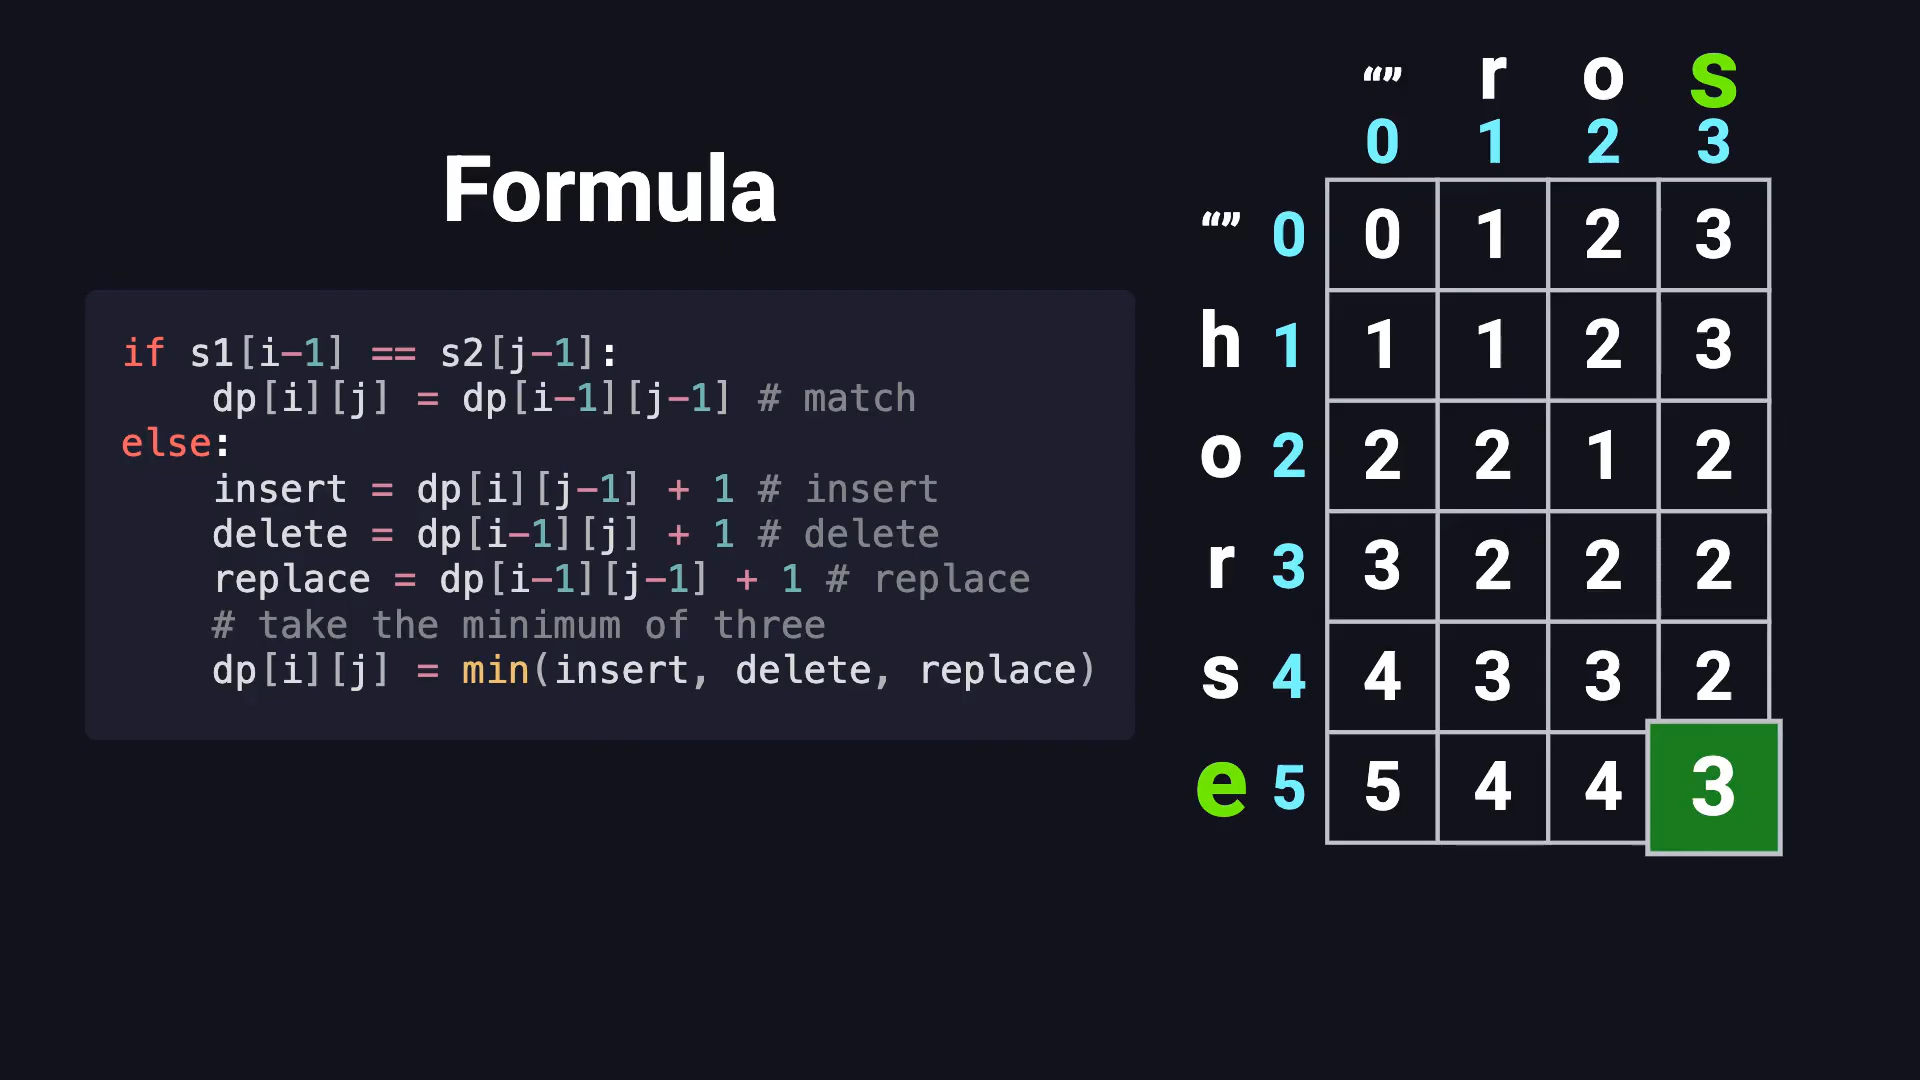 Formula
if s1[i-1] == s2[j-1]:
    dp[i][j] = dp[i-1][j-1] # match
else:
    insert = dp[i][j-1] + 1 # insert
    delete = dp[i-1][j] + 1 # delete
    replace = dp[i-1][j-1] + 1 # replace
    # take the minimum of three
    dp[i][j] = min(insert, delete, replace)
“” r o s
0 1 2 3
“” 0 0 1 2 3
h 1 1 1 2 3
o 2 2 2 1 2
r 3 3 2 2 2
s 4 4 3 3 2
e 5 5 4 4 3